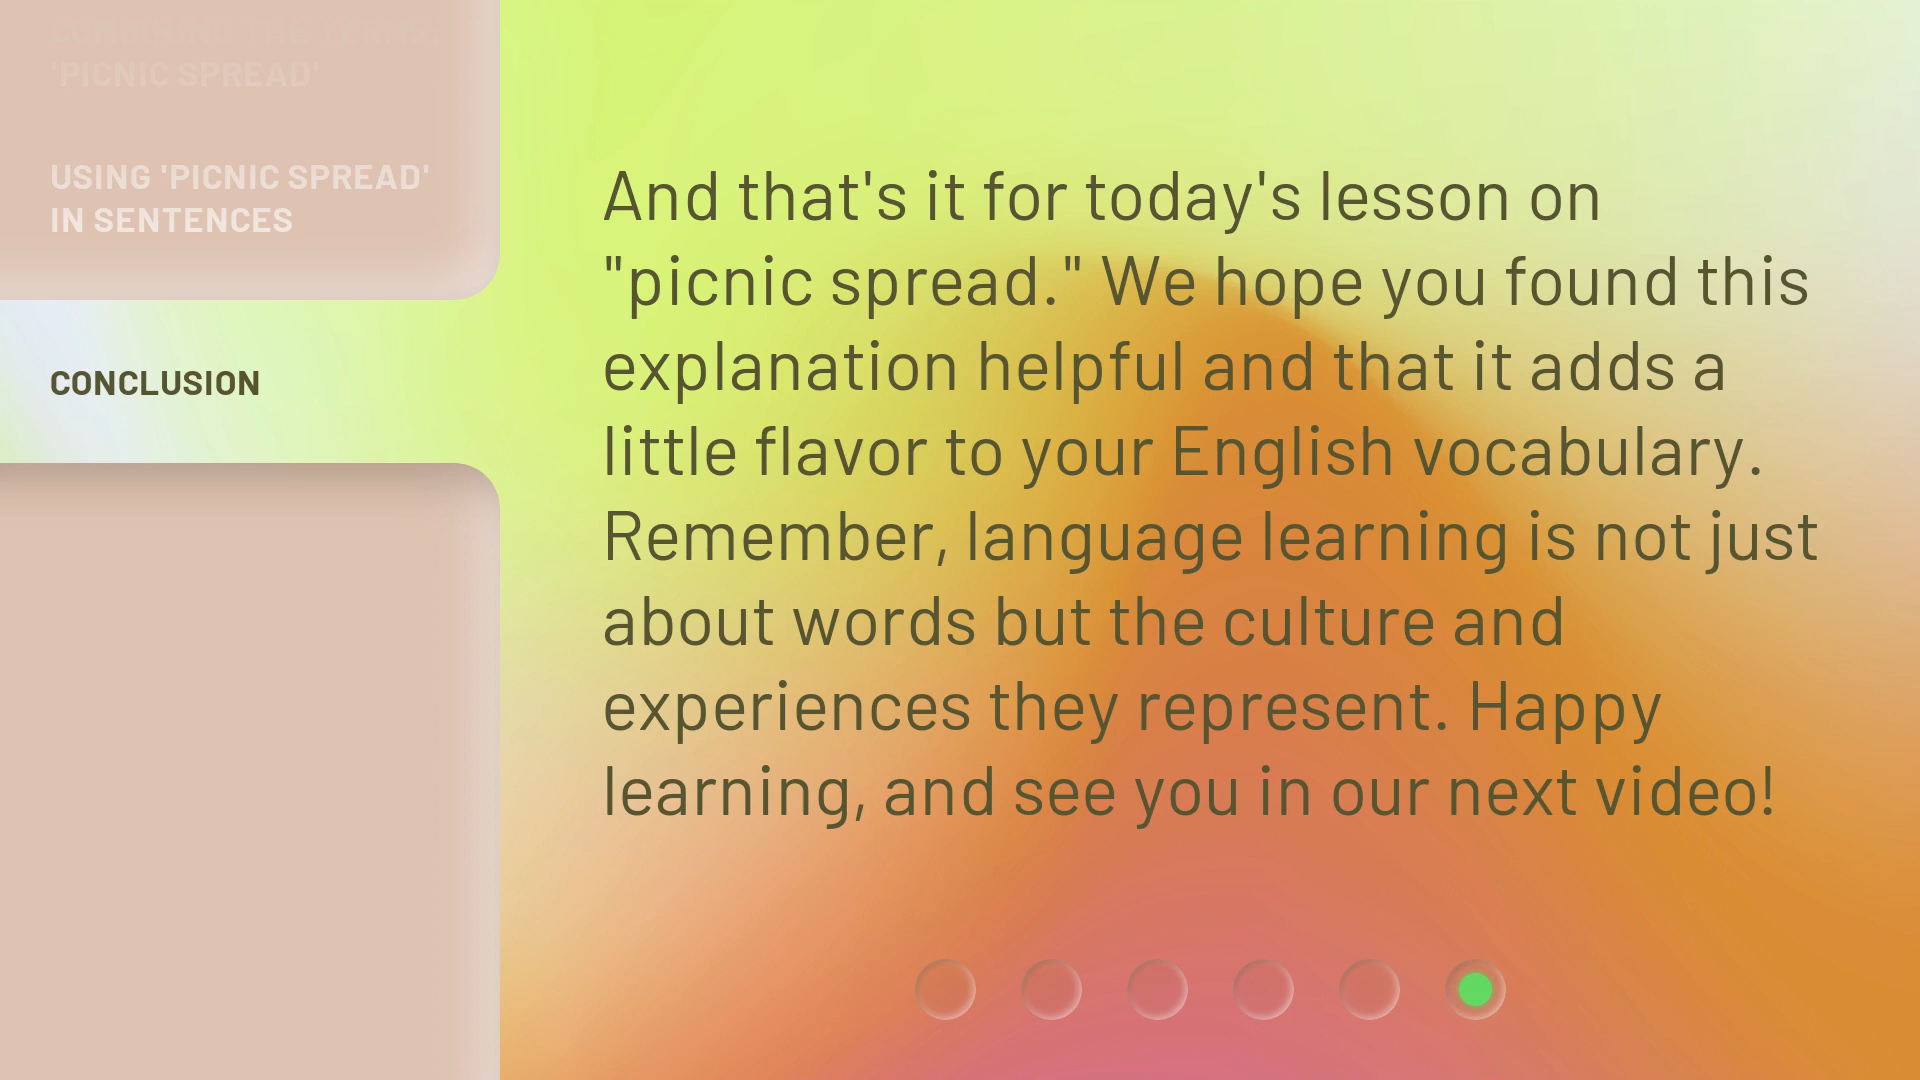 COMBINING THE TERMS:
'PICNIC SPREAD'
USING 'PICNIC SPREAD'
IN SENTENCES
CONCLUSION
And that's it for today's lesson on
"picnic spread." We hope you found this
explanation helpful and that it adds a
little flavor to your English vocabulary.
Remember, language learning is not just
about words but the culture and
experiences they represent. Happy
learning, and see you in our next video!